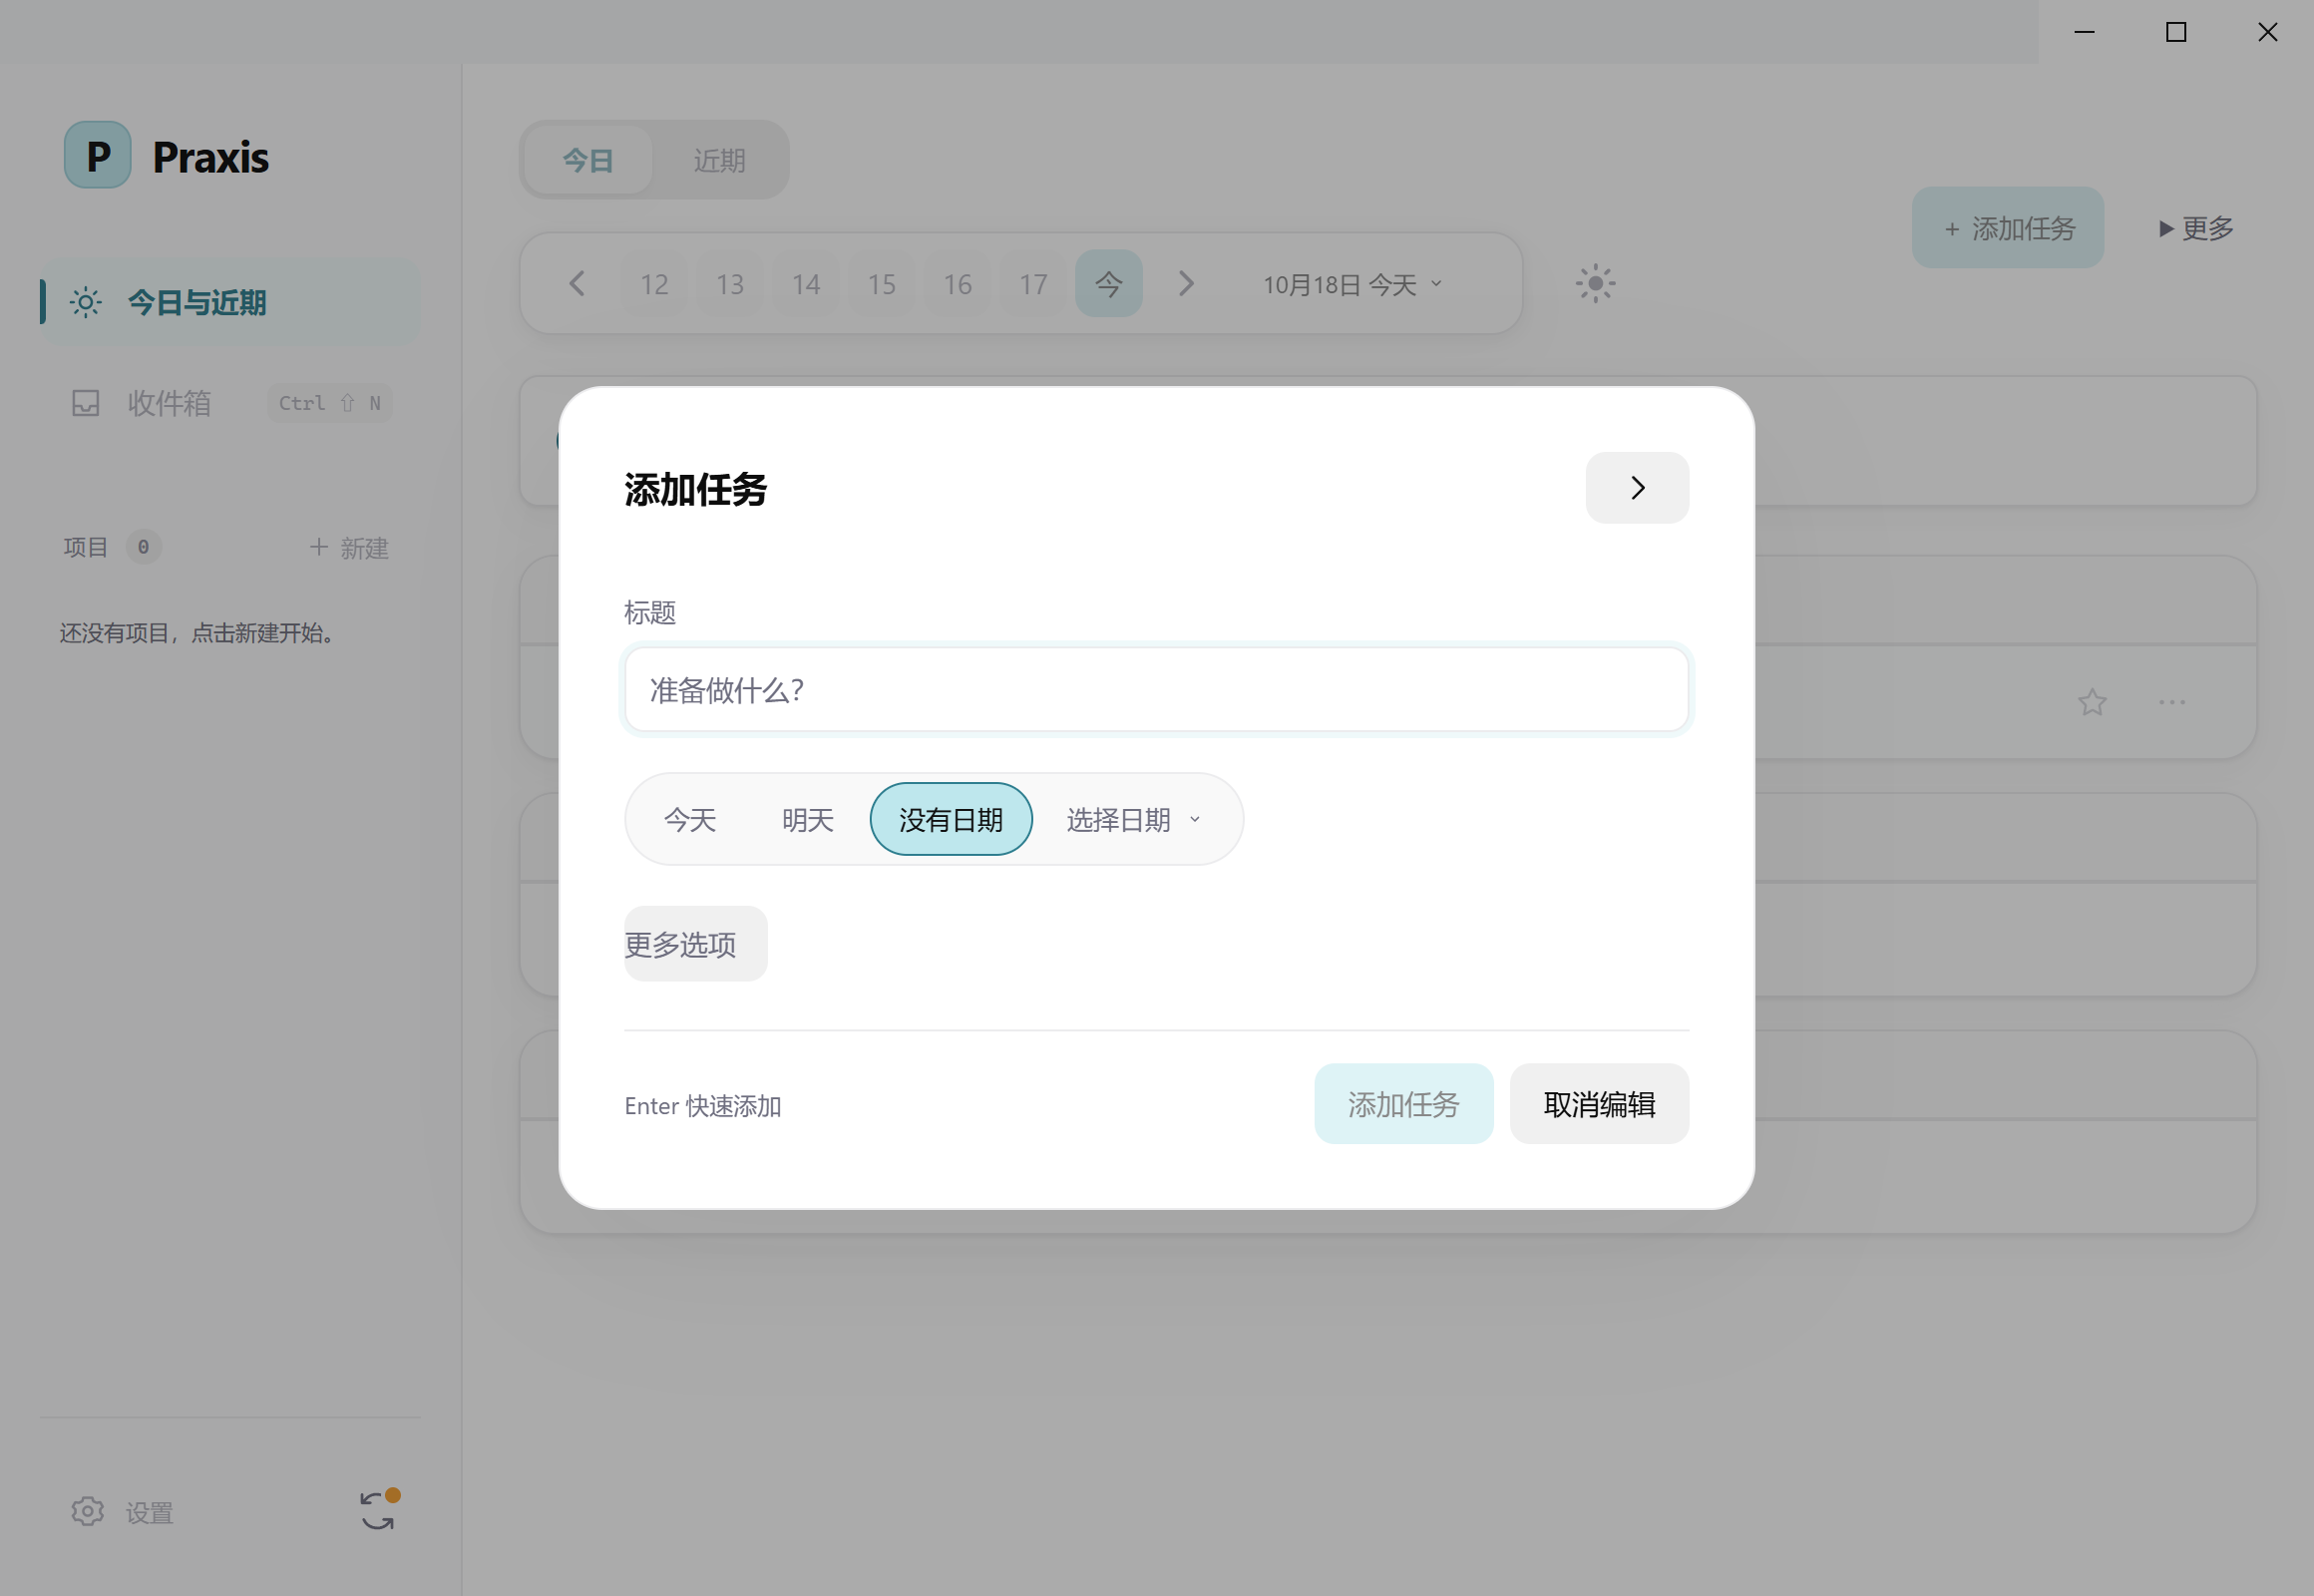 P Praxis
今日与近期
收件箱 Ctrl ⇧ N
项目 0 + 新建
还没有项目，点击新建开始。
设置
今日 近期
12 13 14 15 16 17 今 10月18日 今天
+ 添加任务 ▶更多
添加任务
标题
准备做什么？
今天 明天 没有日期 选择日期
更多选项
Enter 快速添加 添加任务 取消编辑